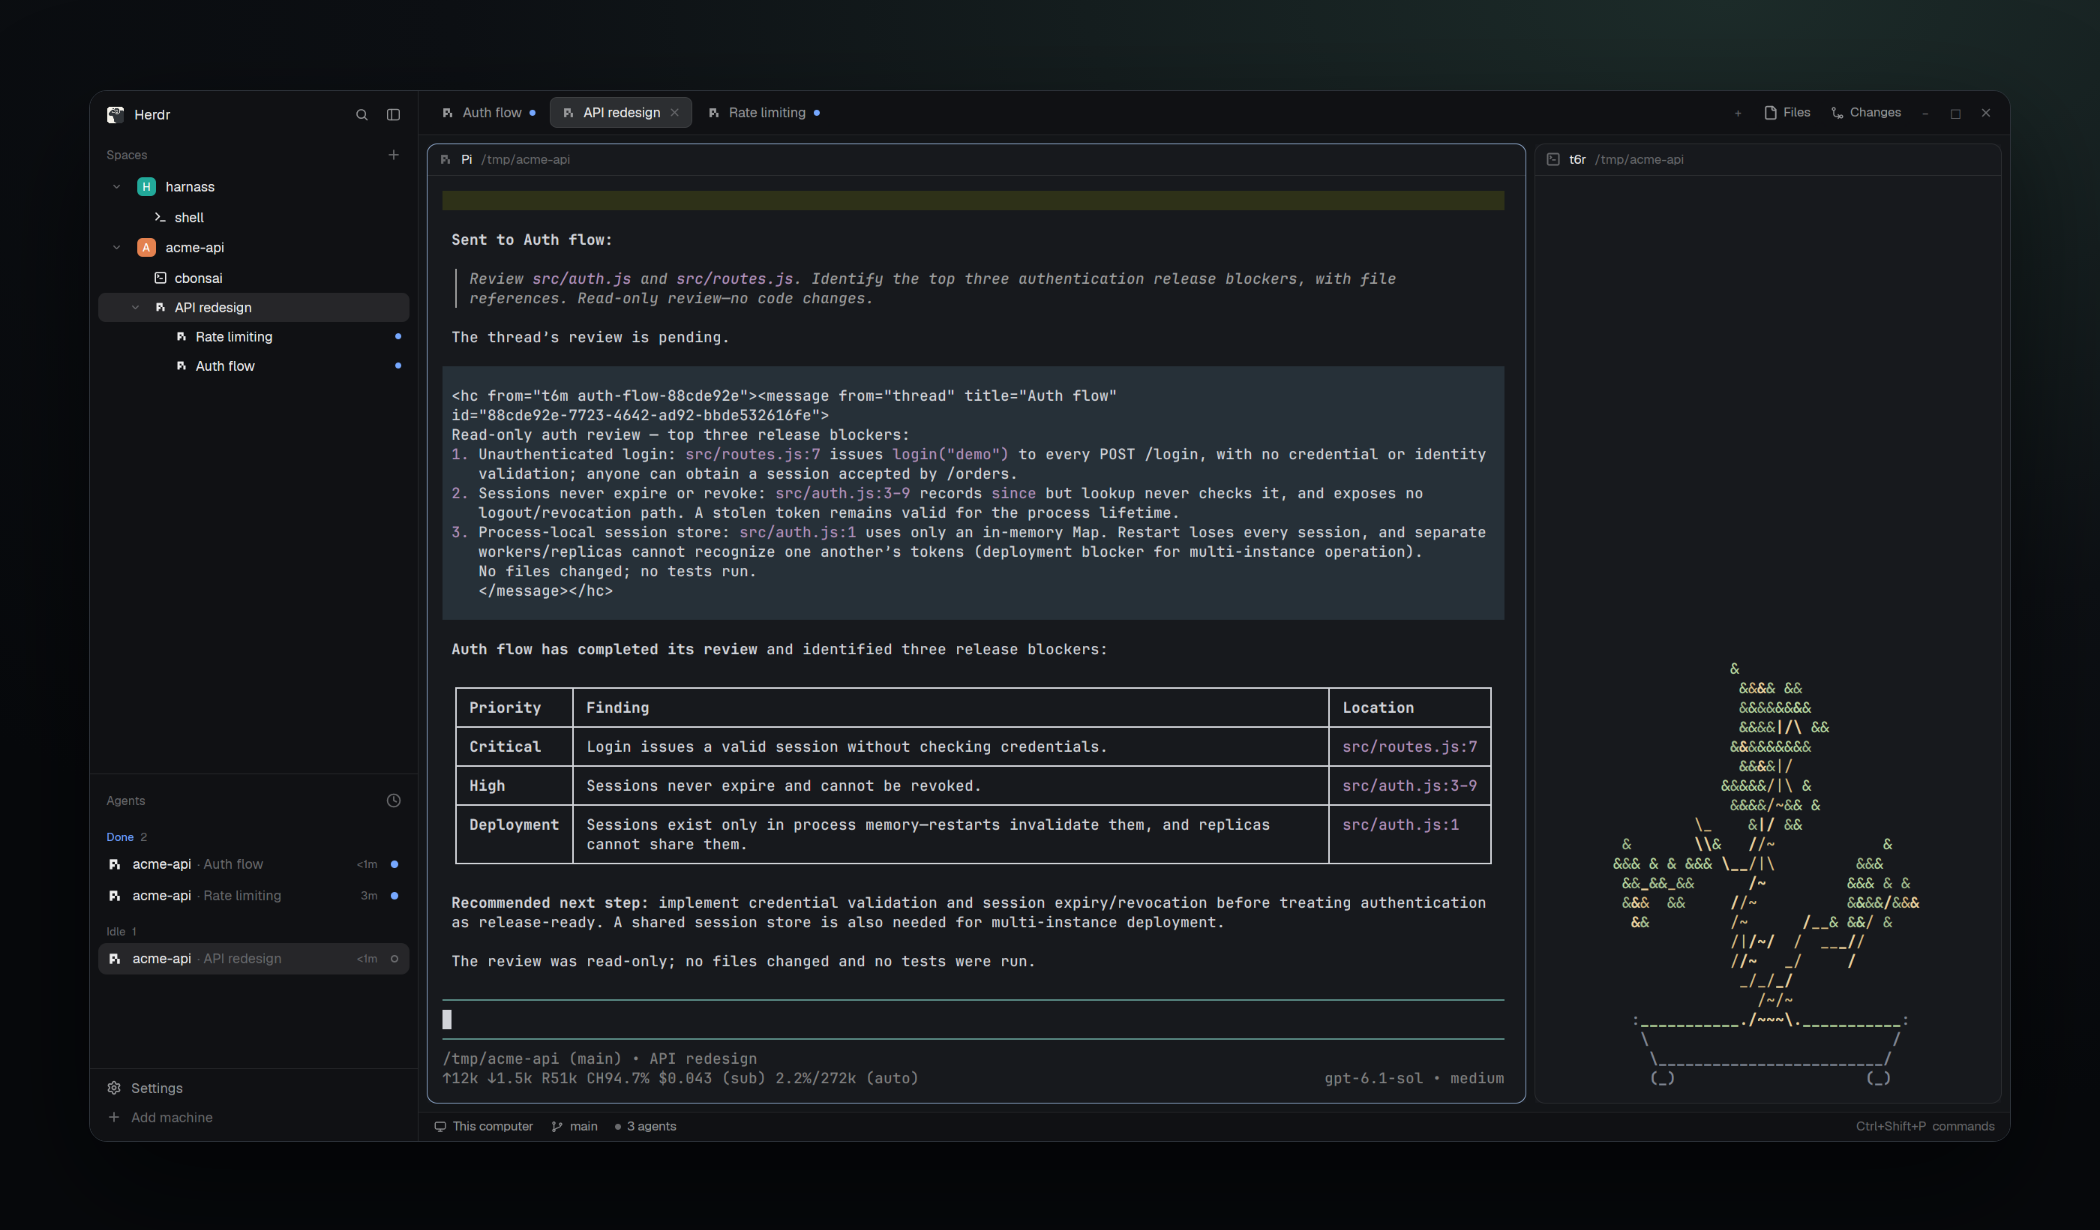 Herdr
Spaces
H harnass
shell
A acme-api
cbonsai
API redesign
Rate limiting
Auth flow
Agents
Done 2
acme-api · Auth flow <1m
acme-api · Rate limiting 3m
Idle 1
acme-api · API redesign <1m
Settings
+ Add machine
Auth flow
API redesign ×
Rate limiting
+ Files Changes
Pi /tmp/acme-api
Sent to Auth flow:
Review src/auth.js and src/routes.js. Identify the top three authentication release blockers, with file
references. Read-only review—no code changes.
The thread’s review is pending.
<hc from="t6m auth-flow-88cde92e"><message from="thread" title="Auth flow"
id="88cde92e-7723-4642-ad92-bbde532616fe">
Read-only auth review — top three release blockers:
1. Unauthenticated login: src/routes.js:7 issues login("demo") to every POST /login, with no credential or identity
validation; anyone can obtain a session accepted by /orders.
2. Sessions never expire or revoke: src/auth.js:3-9 records since but lookup never checks it, and exposes no
logout/revocation path. A stolen token remains valid for the process lifetime.
3. Process-local session store: src/auth.js:1 uses only an in-memory Map. Restart loses every session, and separate
workers/replicas cannot recognize one another’s tokens (deployment blocker for multi-instance operation).
No files changed; no tests run.
</message></hc>
Auth flow has completed its review and identified three release blockers:
Priority Finding Location
Critical Login issues a valid session without checking credentials. src/routes.js:7
High Sessions never expire and cannot be revoked. src/auth.js:3-9
Deployment Sessions exist only in process memory—restarts invalidate them, and replicas src/auth.js:1
cannot share them.
Recommended next step: implement credential validation and session expiry/revocation before treating authentication
as release-ready. A shared session store is also needed for multi-instance deployment.
The review was read-only; no files changed and no tests were run.
/tmp/acme-api (main) • API redesign
↑12k ↓1.5k R51k CH94.7% $0.043 (sub) 2.2%/272k (auto) gpt-6.1-sol • medium
t6r /tmp/acme-api
&
&&&& &&
&&&&&&&&
&&&&|/\ &&
&&&&&&&&&
&&&&|/
&&&&&/|\ &
&&&&/~&& &
\_ &|/ &&
& \\& //~ &
&&& & & &&& \__/|\ &&&
&&_&&_&& /~ &&& & &
&&& && //~ &&&&/&&&
&& /~ /__& &&/ &
/|/~/ / ___//
//~ _/ /
_/_/_/
/~/~
:___________./~~~\.___________:
\ /
\_________________________/
(_) (_)
This computer main 3 agents
Ctrl+Shift+P commands